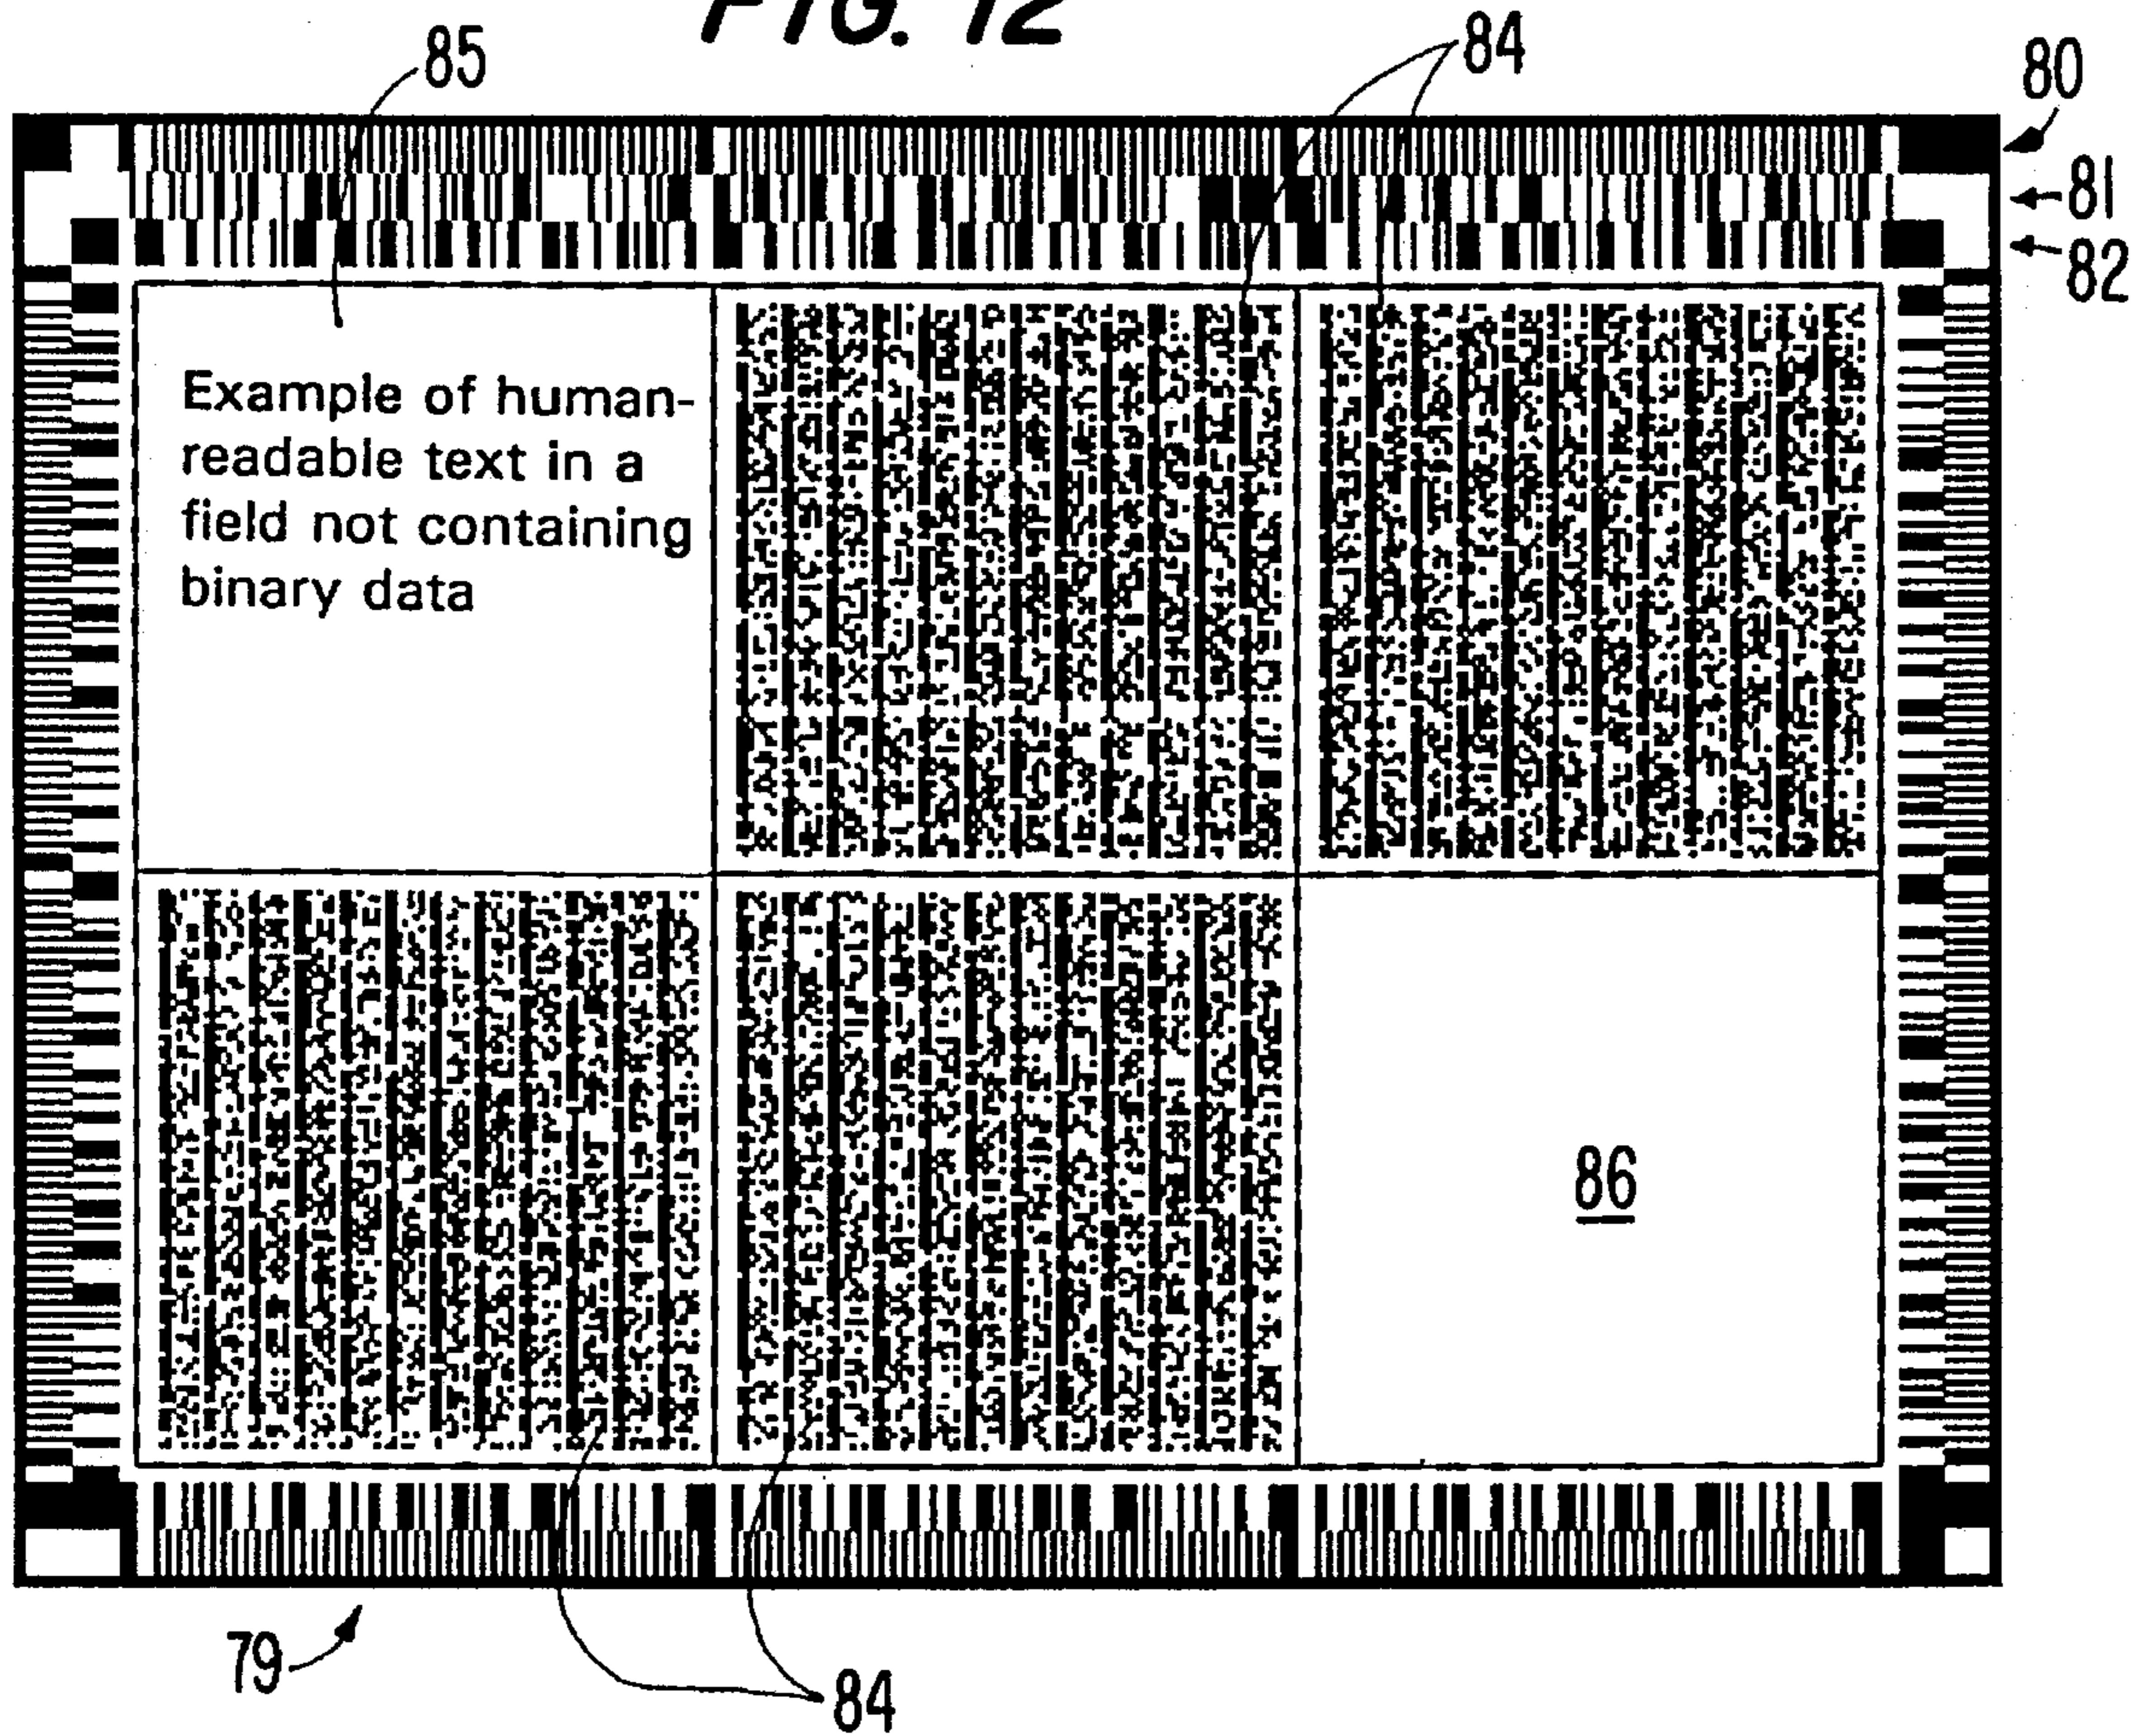 FIG. 12
85
84
80
81
82
Example of human-
readable text in a
field not containing
binary data
86
79
84